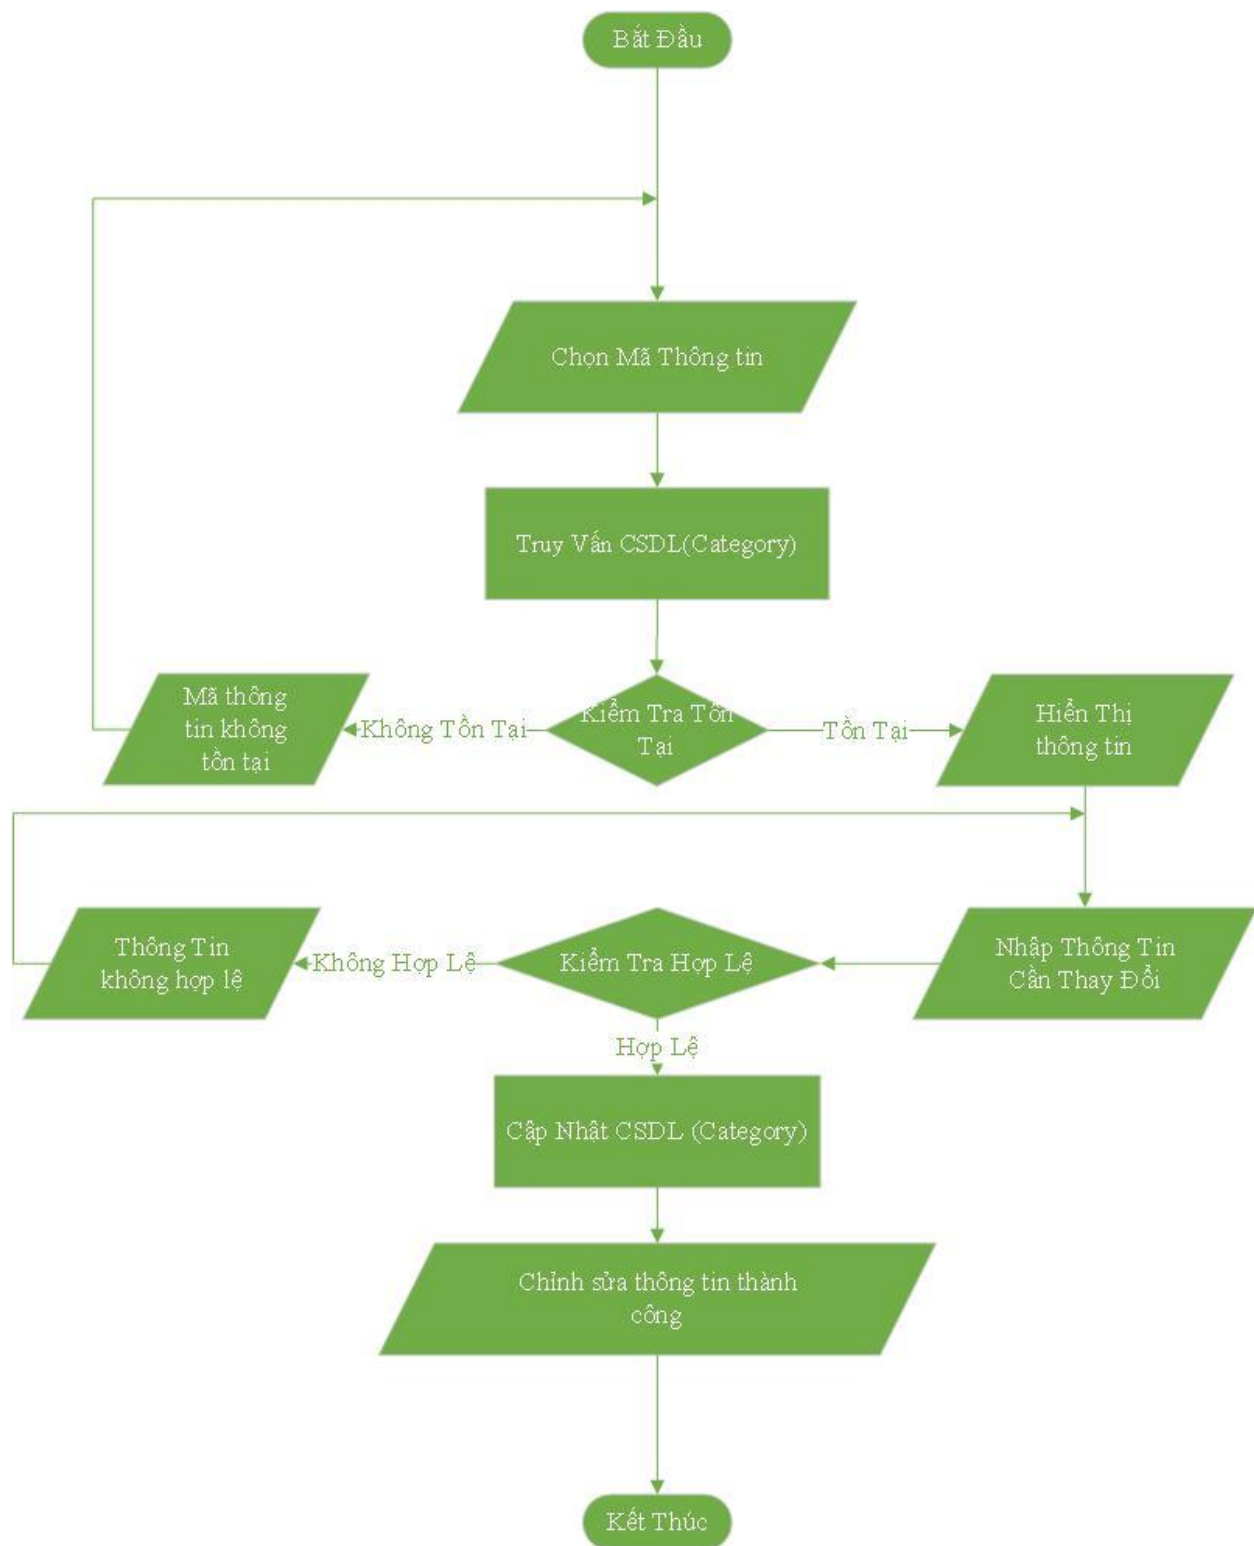 Bắt Đầu
Chọn Mã Thông tin
Truy Vấn CSDL(Category)
Mã thông
tin không
tồn tại
Không Tồn Tại
Kiểm Tra Tồn
Tại
Tồn Tại
Hiển Thị
thông tin
Thông Tin
không hợp lệ
Không Hợp Lệ
Kiểm Tra Hợp Lệ
Nhập Thông Tin
Cần Thay Đổi
Hợp Lệ
Cập Nhật CSDL (Category)
Chỉnh sửa thông tin thành
công
Kết Thúc